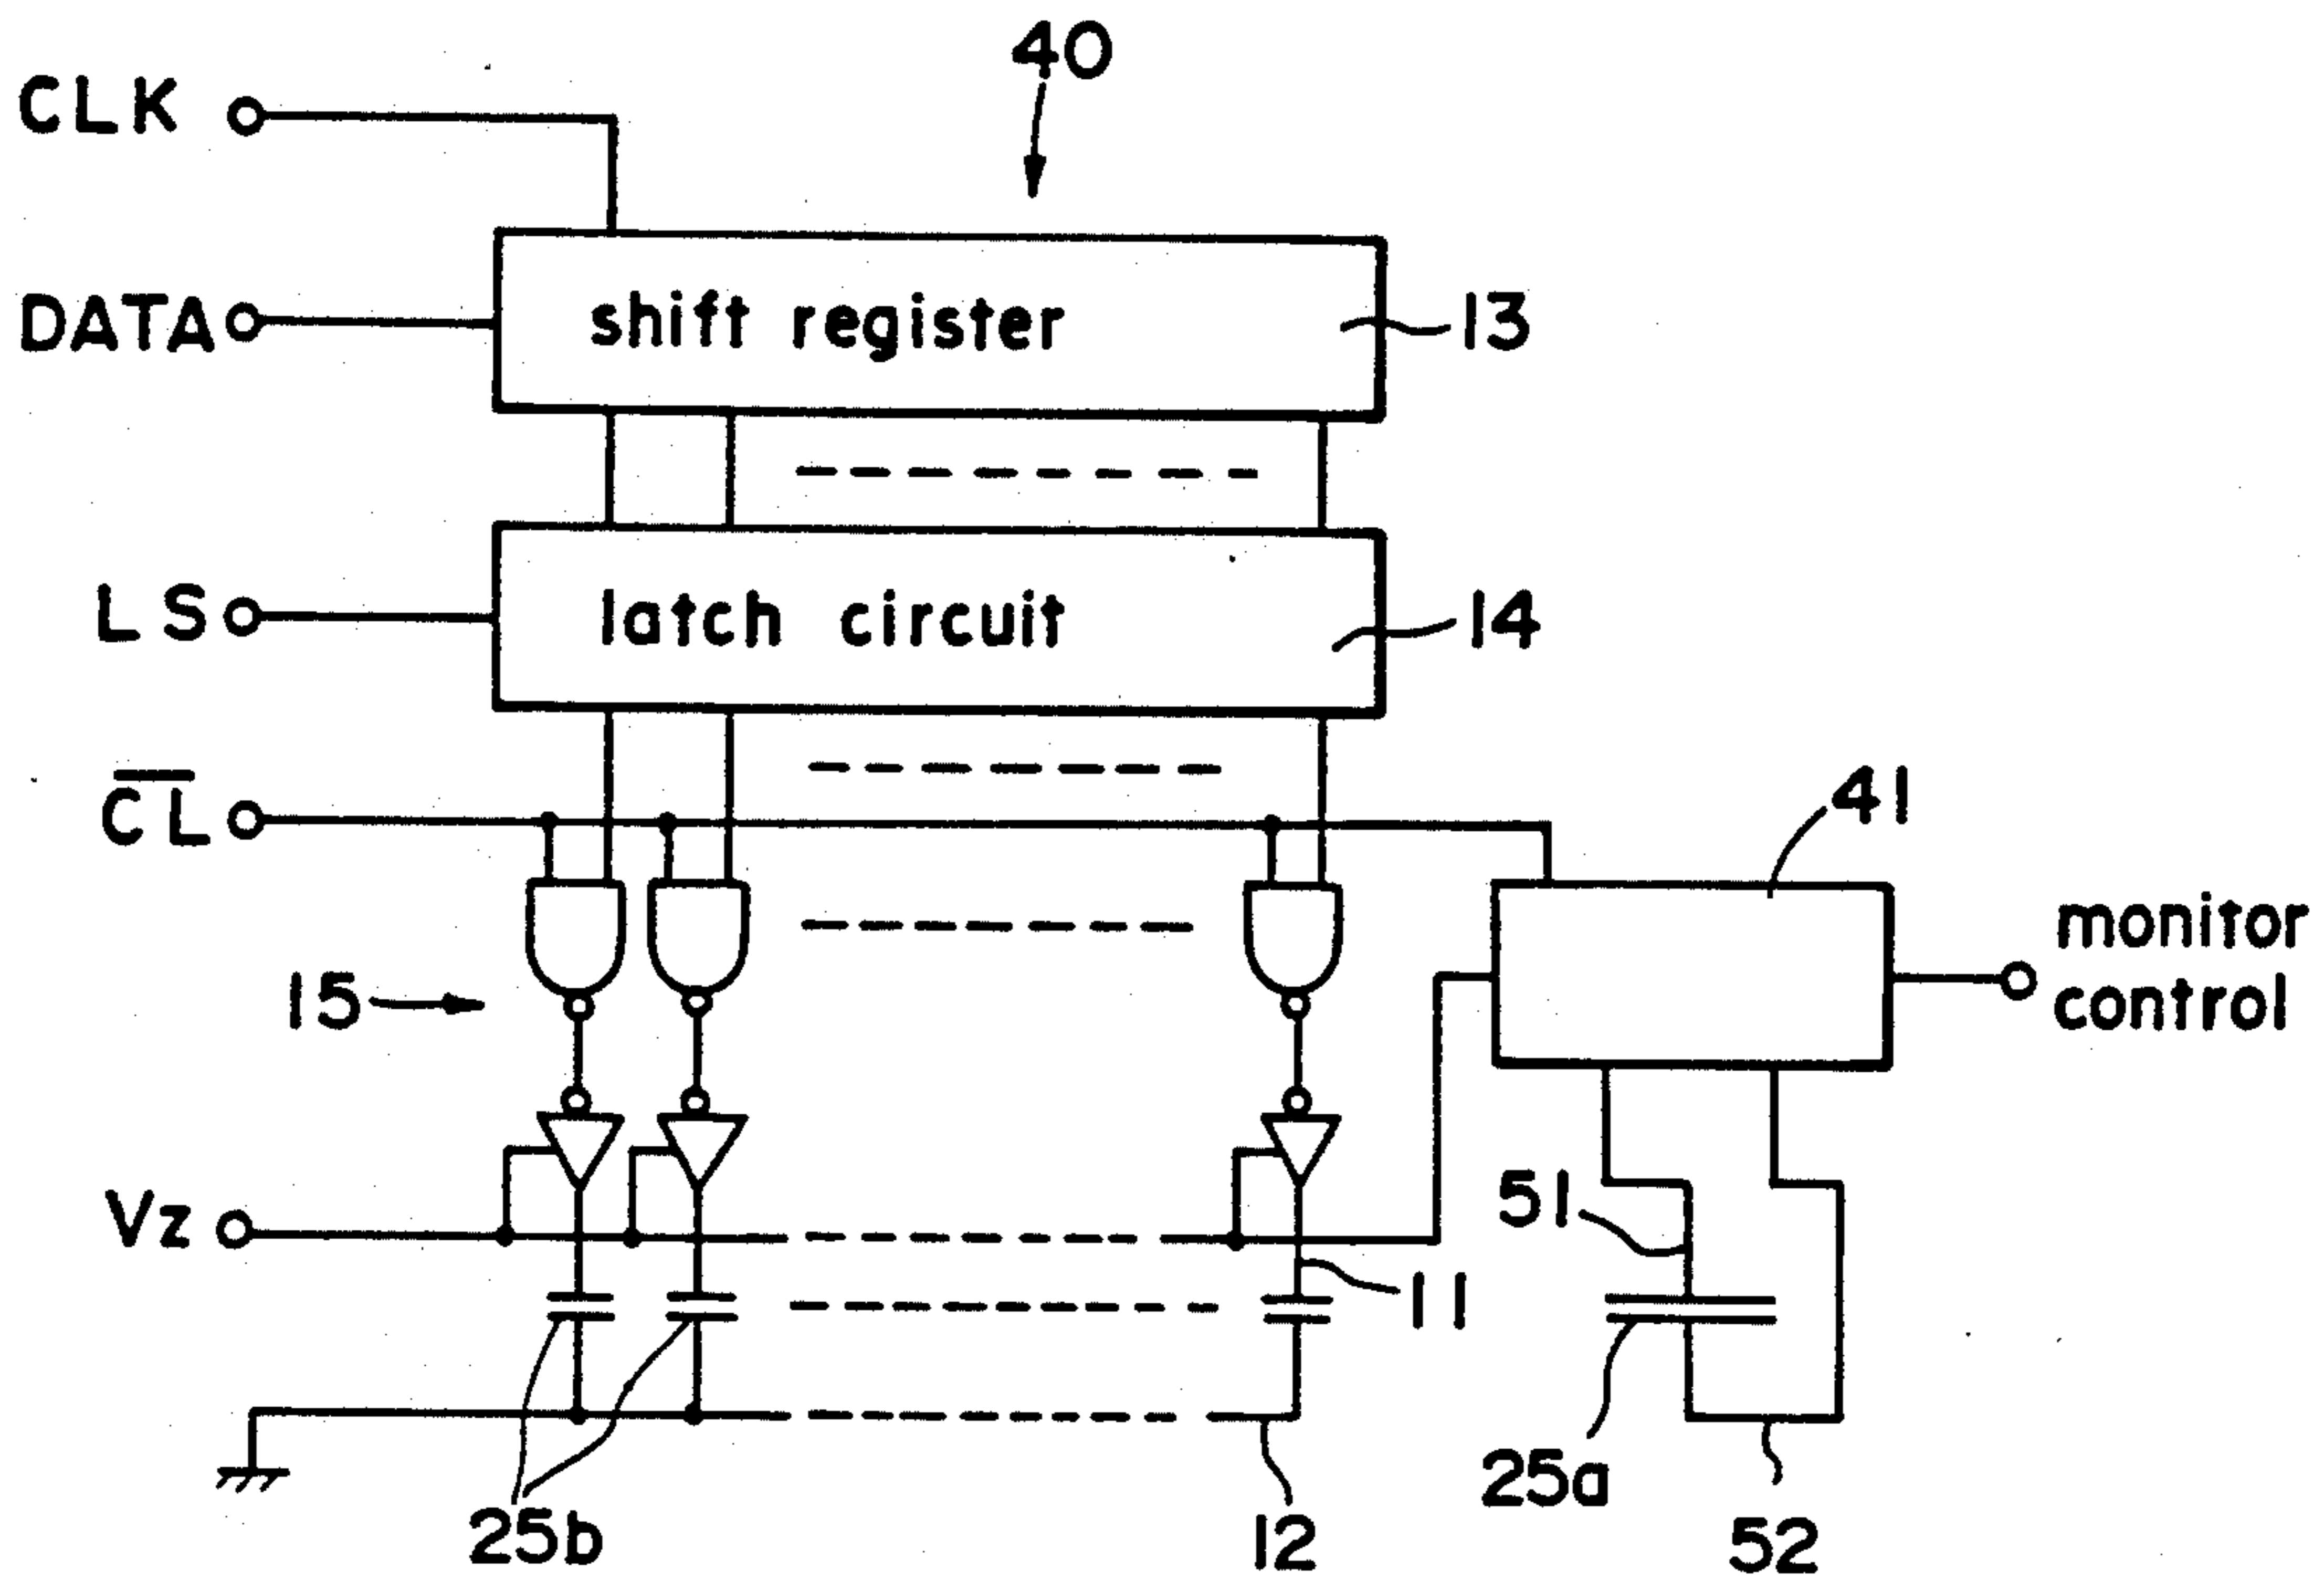 40
CLK
DATA
shift register
13
LS
latch circuit
14
C̅L̅
41
monitor
control
15
Vz
51
11
25a
25b
12
52